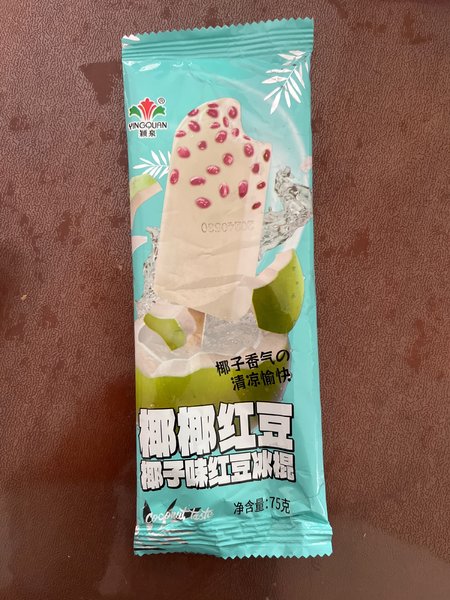 YINGQUAN
颖泉
20240530
椰子香气の
清凉愉快
椰椰红豆
椰子味红豆冰棍
Coconut taste
净含量:75克